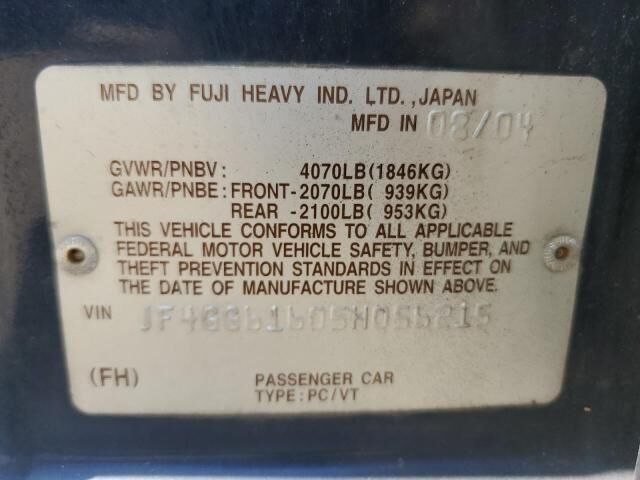 MFD BY FUJI HEAVY IND. LTD., JAPAN
MFD IN 08/04
GVWR/PNBV: 4070LB(1846KG)
GAWR/PNBE: FRONT-2070LB( 939KG)
REAR -2100LB( 953KG)
THIS VEHICLE CONFORMS TO ALL APPLICABLE
FEDERAL MOTOR VEHICLE SAFETY, BUMPER, AND
THEFT PREVENTION STANDARDS IN EFFECT ON
THE DATE OF MANUFACTURE SHOWN ABOVE.
VIN
(FH) PASSENGER CAR
TYPE: PC/VT